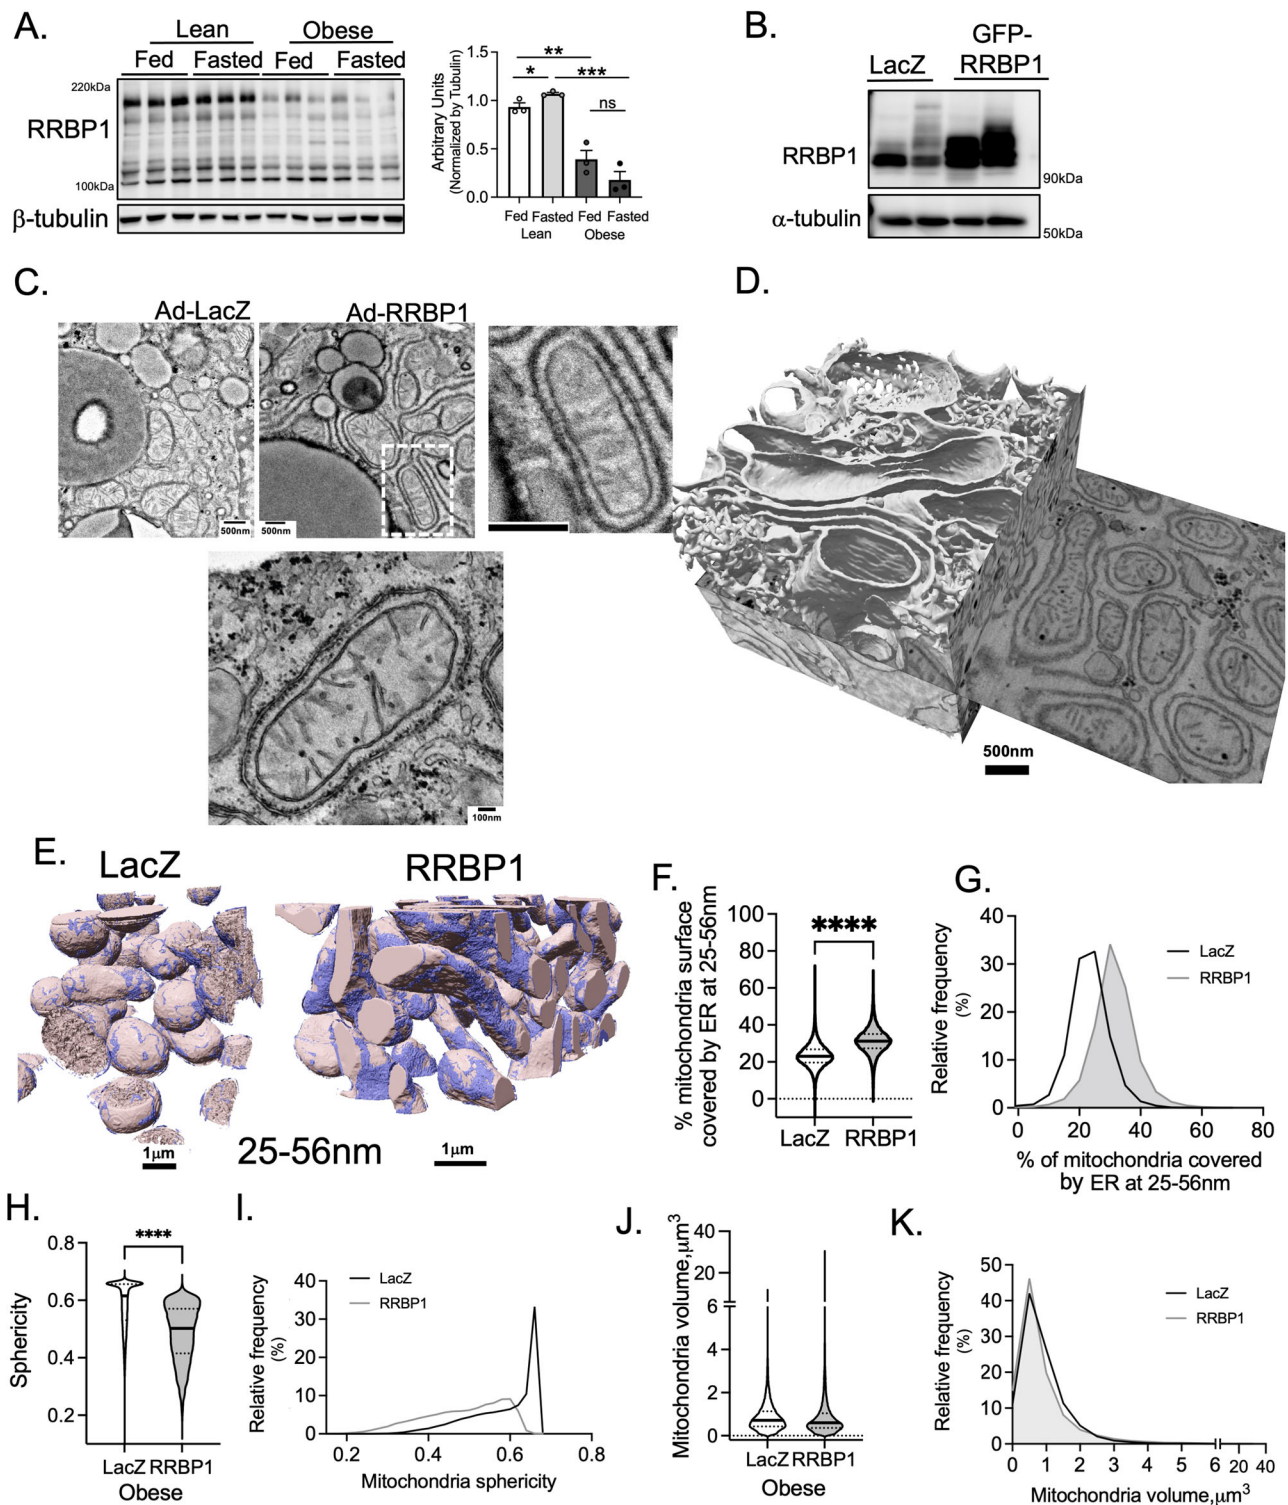 A.
Lean
Obese
Fed
Fasted
Fed
Fasted
220kDa
RRBP1
100kDa
β-tubulin
Arbitrary Units
(Normalized by Tubulin)
1.5
1.0
0.5
0.0
**
*
***
ns
Fed
Fasted
Fed
Fasted
Lean
Obese
B.
GFP-
LacZ
RRBP1
RRBP1
90kDa
α-tubulin
50kDa
C.
Ad-LacZ
Ad-RRBP1
500nm
500nm
100nm
D.
500nm
E.
LacZ
RRBP1
1μm
25-56nm
1μm
F.
% mitochondria surface
covered by ER at 25-56nm
100
80
60
40
20
0
****
LacZ
RRBP1
G.
Relative frequency
(%)
40
30
20
10
0
LacZ
RRBP1
0
20
40
60
80
% of mitochondria covered
by ER at 25-56nm
H.
Sphericity
0.8
0.6
0.4
0.2
****
LacZ RRBP1
Obese
I.
Relative frequency
(%)
40
30
20
10
0
LacZ
RRBP1
0.2
0.4
0.6
0.8
Mitochondria sphericity
J.
Mitochondria volume,μm³
40
20
6
4
2
0
LacZ RRBP1
Obese
K.
Relative frequency
(%)
50
40
30
20
10
0
LacZ
RRBP1
0
1
2
3
4
5
6
20
40
Mitochondria volume,μm³